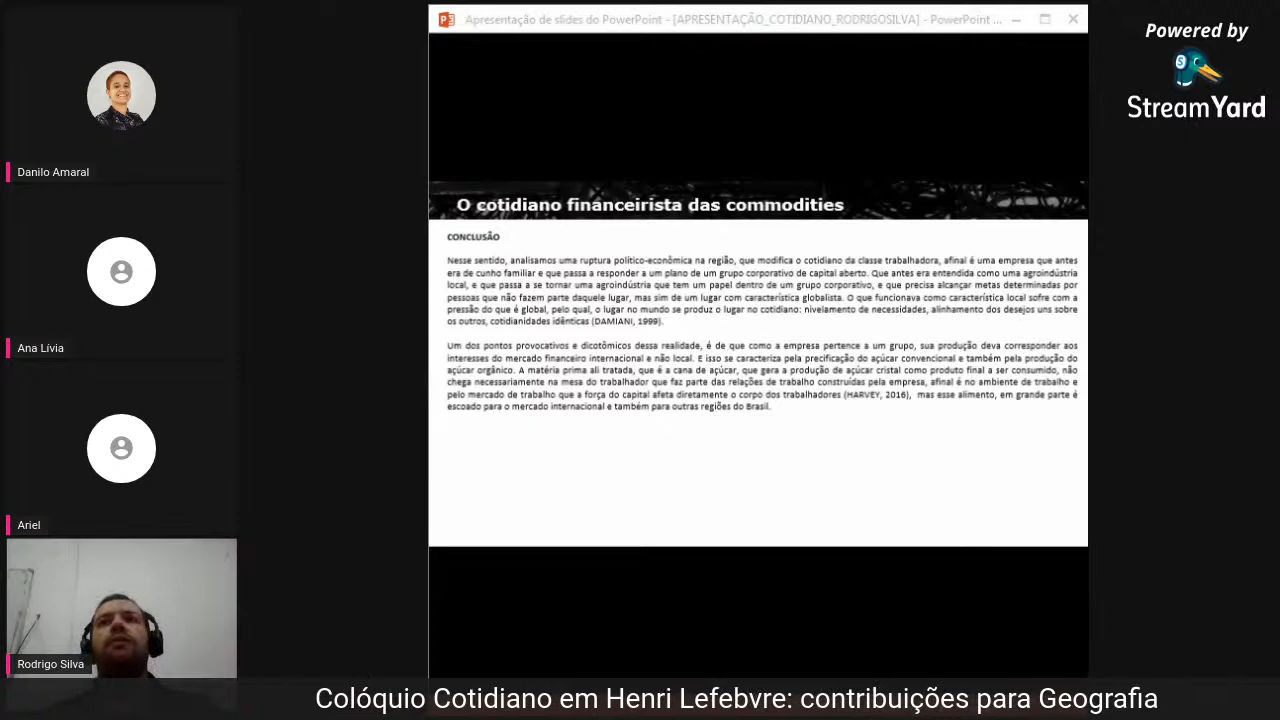 Apresentação de slides do PowerPoint - [APRESENTAÇÃO_COTIDIANO_RODRIGOSILVA] - PowerPoint ...
Powered by
StreamYard
Danilo Amaral
Ana Lívia
Ariel
Rodrigo Silva
O cotidiano financeirista das commodities
CONCLUSÃO
Nesse sentido, analisamos uma ruptura político-econômica na região, que modifica o cotidiano da classe trabalhadora, afinal é uma empresa que antes
era de cunho familiar e que passa a responder a um plano de um grupo corporativo de capital aberto. Que antes era entendida como uma agroindústria
local, e que passa a se tornar uma agroindústria que tem um papel dentro de um grupo corporativo, e que precisa alcançar metas determinadas por
pessoas que não fazem parte daquele lugar, mas sim de um lugar com característica globalista. O que funcionava como característica local sofre com a
pressão do que é global, pelo qual, o lugar no mundo se produz o lugar no cotidiano: nivelamento de necessidades, alinhamento dos desejos uns sobre
os outros, cotidianidades idênticas (DAMIANI, 1999).
Um dos pontos provocativos e dicotômicos dessa realidade, é de que como a empresa pertence a um grupo, sua produção deva corresponder aos
interesses do mercado financeiro internacional e não local. E isso se caracteriza pela precificação do açúcar convencional e também pela produção do
açúcar orgânico. A matéria prima ali tratada, que é a cana de açúcar, que gera a produção de açúcar cristal como produto final a ser consumido, não
chega necessariamente na mesa do trabalhador que faz parte das relações de trabalho construídas pela empresa, afinal é no ambiente de trabalho e
pelo mercado de trabalho que a força do capital afeta diretamente o corpo dos trabalhadores (HARVEY, 2016), mas esse alimento, em grande parte é
escoado para o mercado internacional e também para outras regiões do Brasil.
Colóquio Cotidiano em Henri Lefebvre: contribuições para Geografia